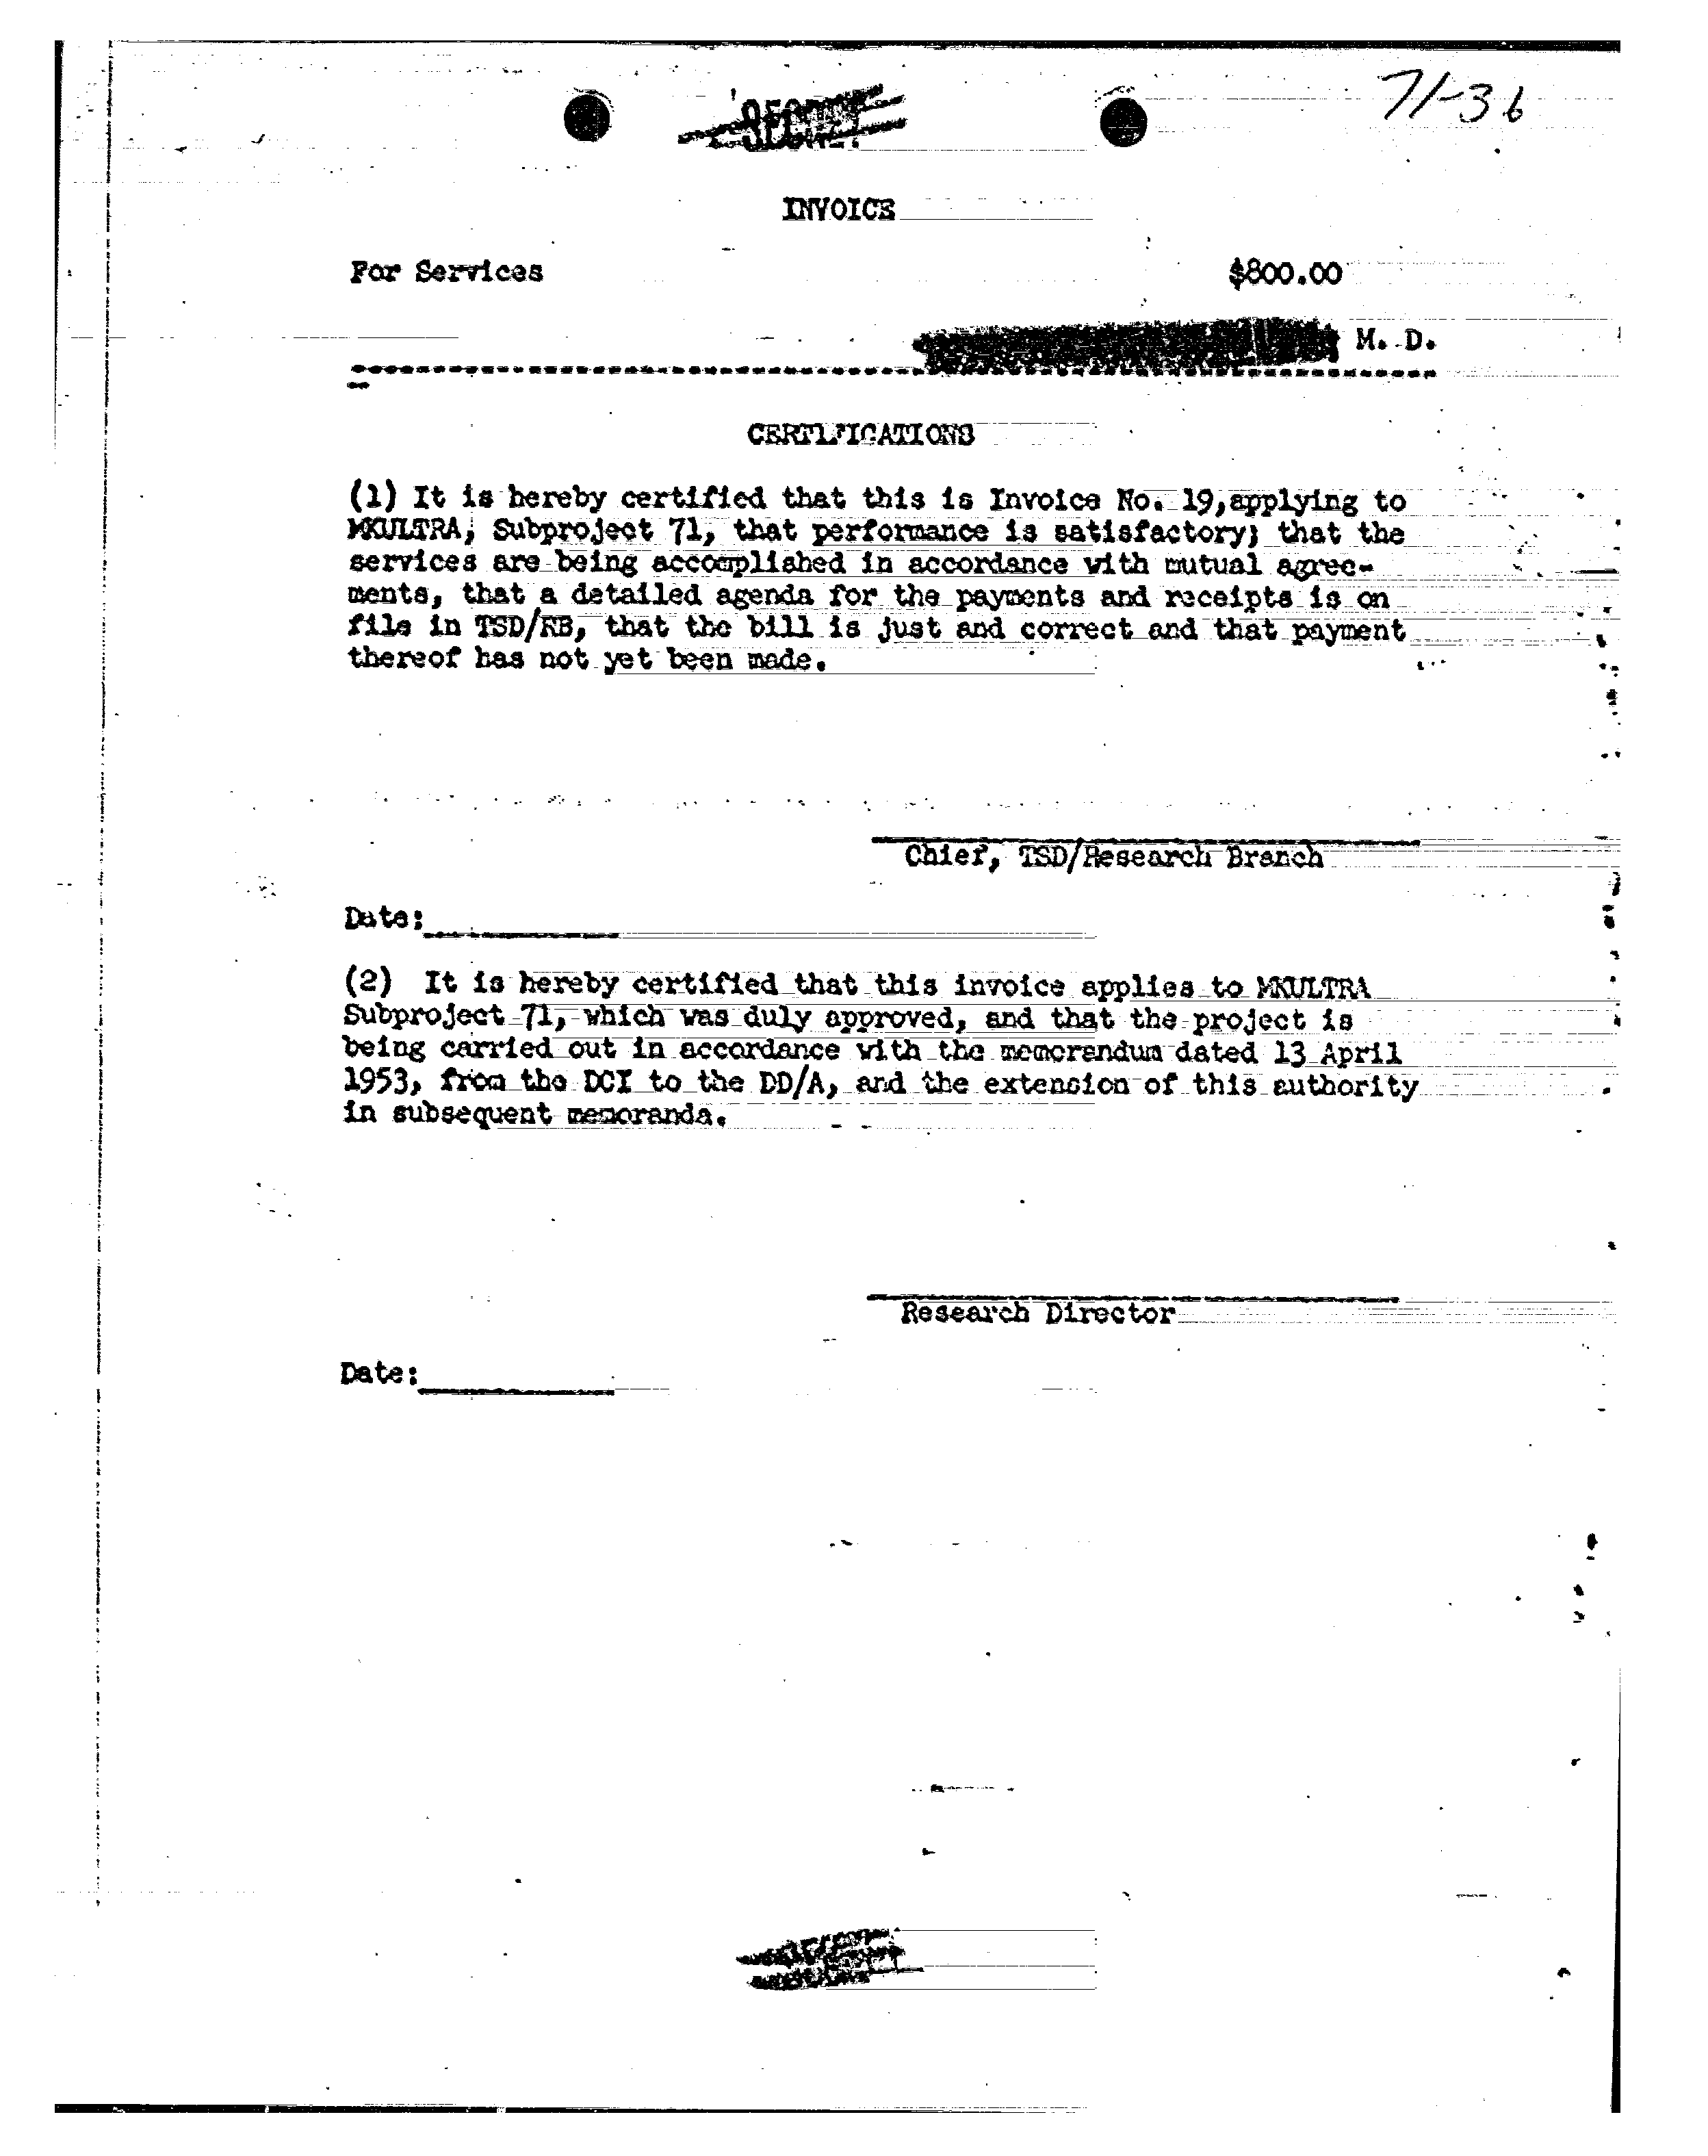 71-36
SECRET
INVOICE
For Services $800.00
M. D.
CERTIFICATIONS
(1) It is hereby certified that this is Invoice No. 19, applying to
MKULTRA, Subproject 71, that performance is satisfactory; that the
services are being accomplished in accordance with mutual agree-
ments, that a detailed agenda for the payments and receipts is on
file in TSD/RB, that the bill is just and correct and that payment
thereof has not yet been made.
Chief, TSD/Research Branch
Date:
(2) It is hereby certified that this invoice applies to MKULTRA
Subproject 71, which was duly approved, and that the project is
being carried out in accordance with the memorandum dated 13 April
1953, from the DCI to the DD/A, and the extension of this authority
in subsequent memoranda.
Research Director
Date: